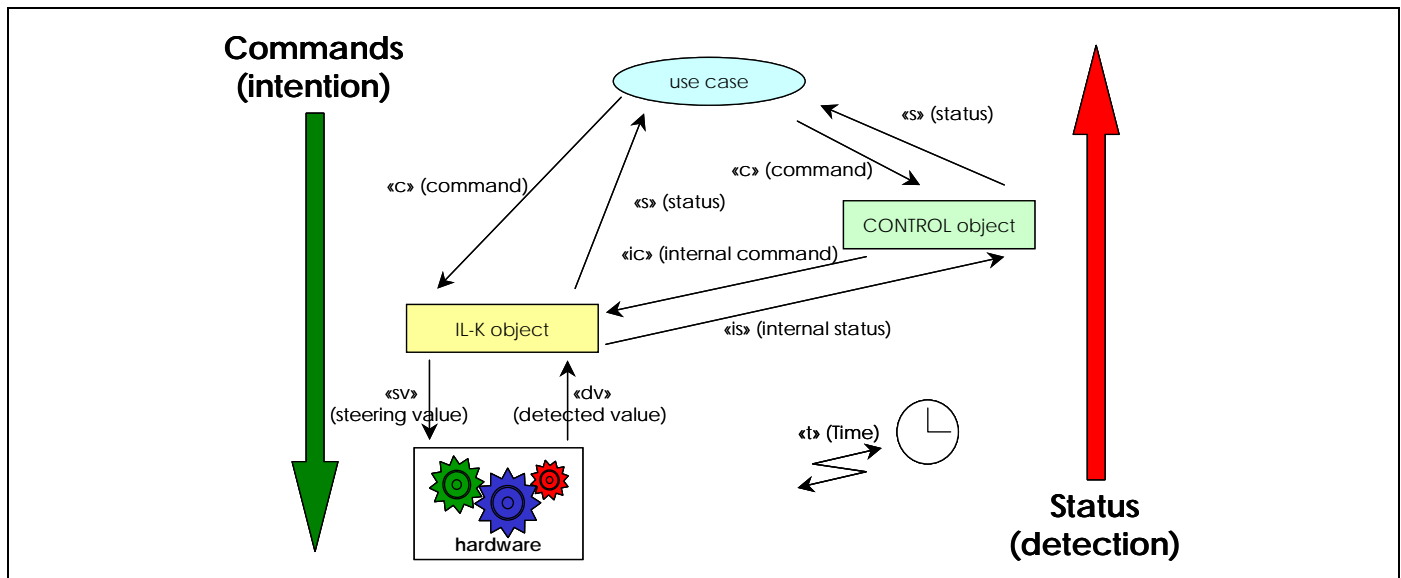 Commands
(intention)
use case
«s» (status)
«c» (command)
«c» (command)
«s» (status)
CONTROL object
«ic» (internal command)
IL-K object
«is» (internal status)
«sv»
(steering value)
«dv»
(detected value)
«t» (Time)
hardware
Status
(detection)